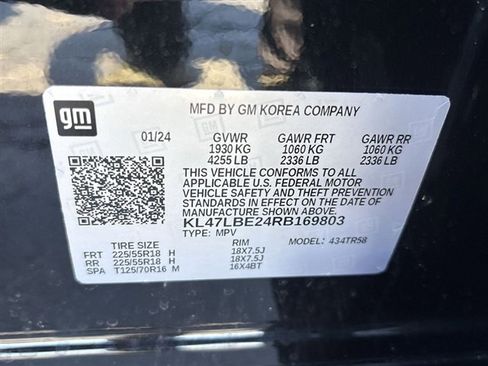 gm
MFD BY GM KOREA COMPANY
01/24 GVWR GAWR FRT GAWR RR
1930 KG 1060 KG 1060 KG
4255 LB 2336 LB 2336 LB
THIS VEHICLE CONFORMS TO ALL
APPLICABLE U.S. FEDERAL MOTOR
VEHICLE SAFETY AND THEFT PREVENTION
STANDARDS IN EFFECT ON THE DATE OF
MANUFACTURE SHOWN ABOVE.
KL47LBE24RB169803
TYPE: MPV
TIRE SIZE RIM MODEL: 434TR58
FRT 225/55R18 H 18X7.5J
RR 225/55R18 H 18X7.5J
SPA T125/70R16 M 16X4BT